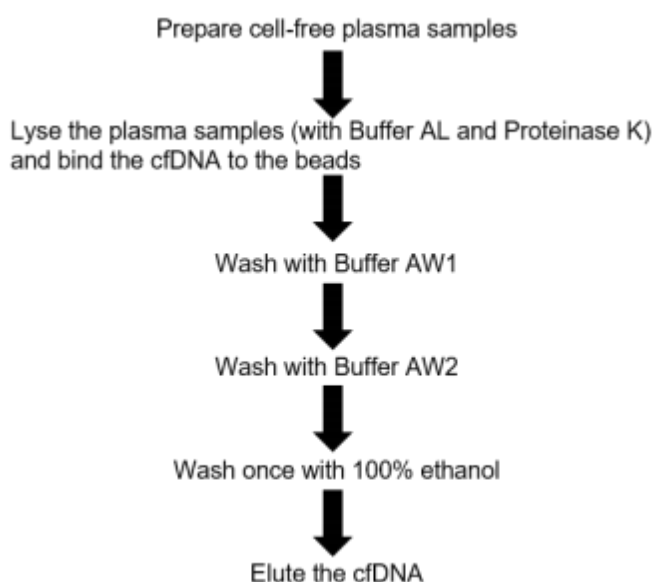 Prepare cell-free plasma samples
Lyse the plasma samples (with Buffer AL and Proteinase K)
and bind the cfDNA to the beads
Wash with Buffer AW1
Wash with Buffer AW2
Wash once with 100% ethanol
Elute the cfDNA